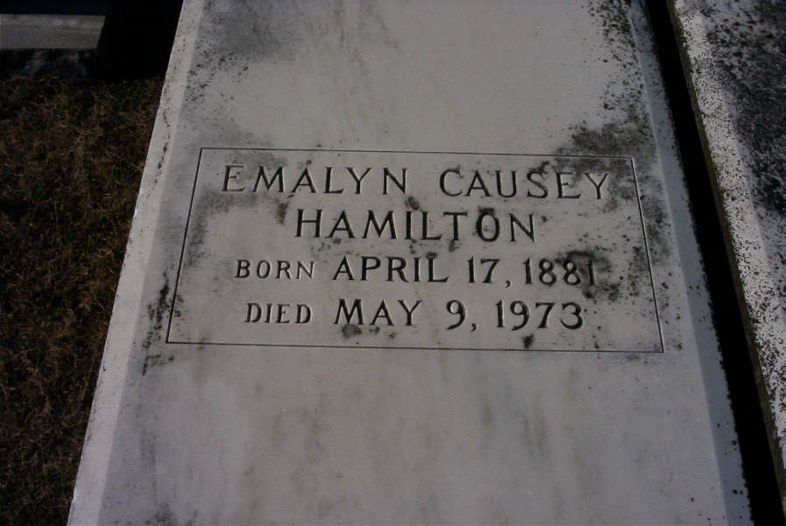 EMALYN CAUSEY
HAMILTON
BORN APRIL 17, 1881
DIED MAY 9, 1973